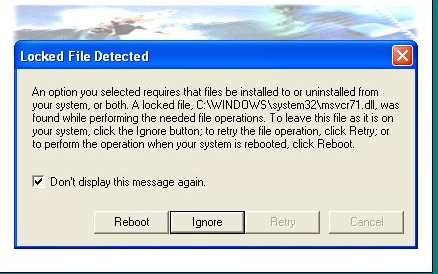 Locked File Detected
An option you selected requires that files be installed to or uninstalled from
your system, or both. A locked file, C:\WINDOWS\system32\msvcr71.dll, was
found while performing the needed file operations. To leave this file as it is on
your system, click the Ignore button; to retry the file operation, click Retry; or
to perform the operation when your system is rebooted, click Reboot.
Don't display this message again.
Reboot Ignore Retry Cancel